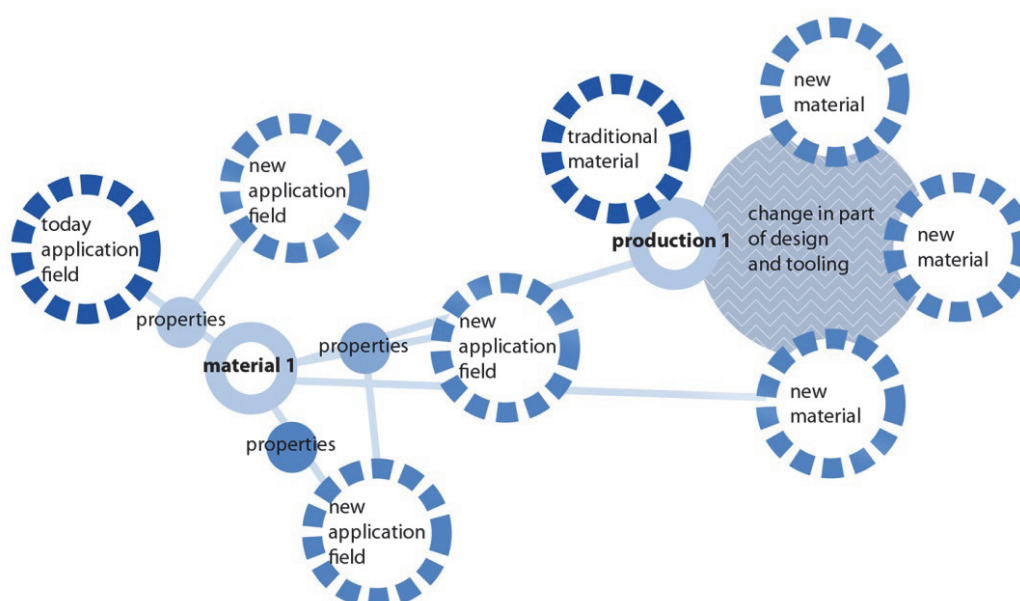 today
application
field
new
application
field
properties
material 1
properties
properties
new
application
field
new
application
field
traditional
material
production 1
change in part
of design
and tooling
new
material
new
material
new
material